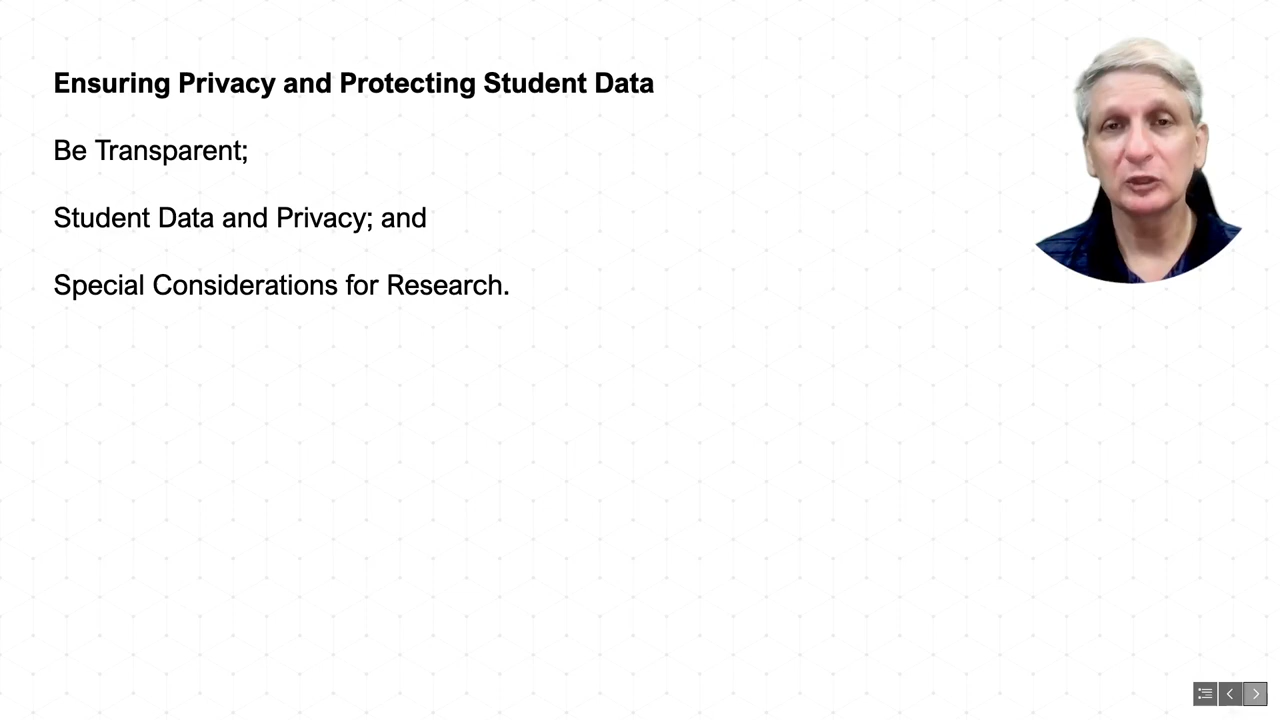 Ensuring Privacy and Protecting Student Data
Be Transparent;
Student Data and Privacy; and
Special Considerations for Research.